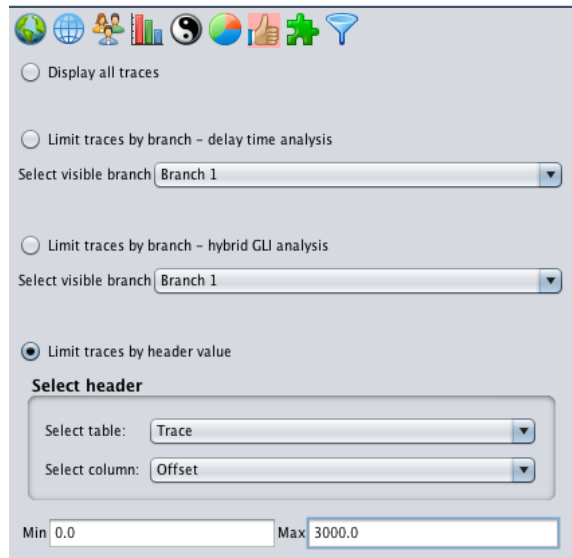 Display all traces
Limit traces by branch – delay time analysis
Select visible branch Branch 1
Limit traces by branch – hybrid GLI analysis
Select visible branch Branch 1
Limit traces by header value
Select header
Select table: Trace
Select column: Offset
Min 0.0 Max 3000.0